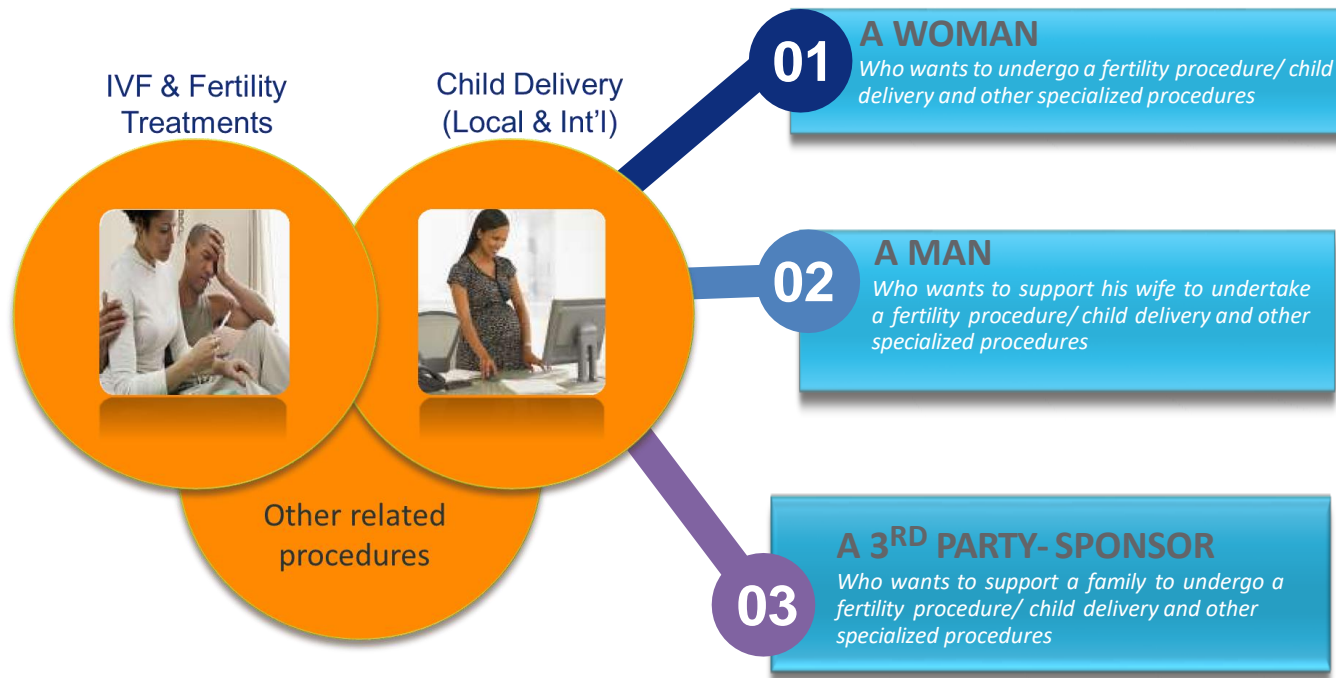 IVF & Fertility
Treatments
Child Delivery
(Local & Int'l)
Other related
procedures
01
A WOMAN
Who wants to undergo a fertility procedure/ child
delivery and other specialized procedures
02
A MAN
Who wants to support his wife to undertake
a fertility procedure/ child delivery and other
specialized procedures
03
A 3RD PARTY- SPONSOR
Who wants to support a family to undergo a
fertility procedure/ child delivery and other
specialized procedures